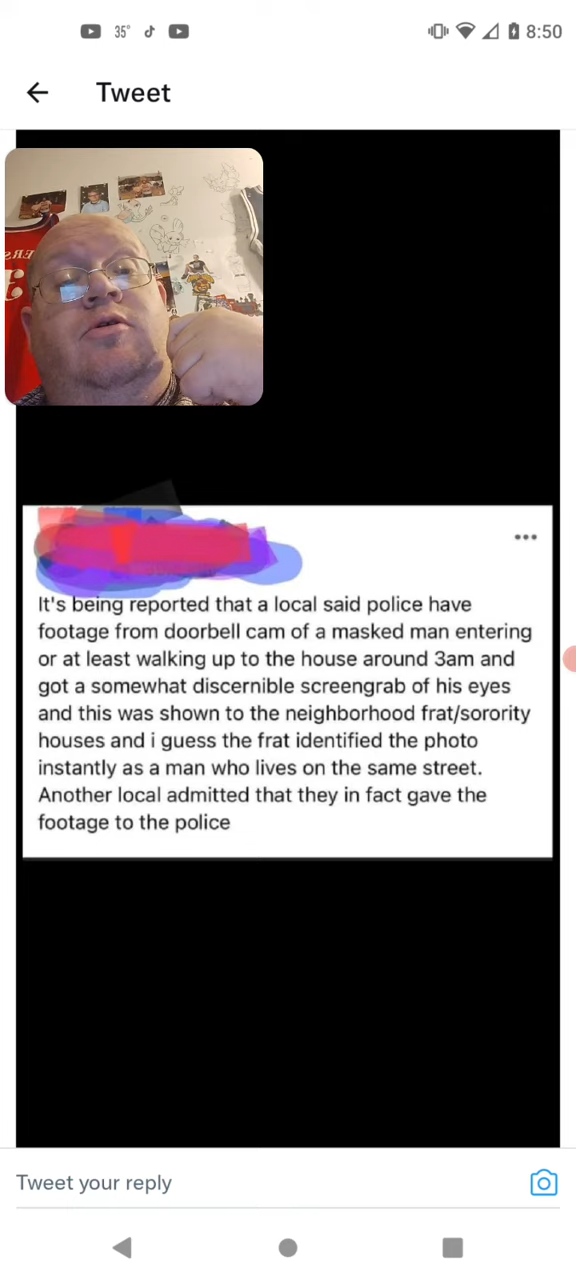 35° 8:50
Tweet
It's being reported that a local said police have
footage from doorbell cam of a masked man entering
or at least walking up to the house around 3am and
got a somewhat discernible screengrab of his eyes
and this was shown to the neighborhood frat/sorority
houses and i guess the frat identified the photo
instantly as a man who lives on the same street.
Another local admitted that they in fact gave the
footage to the police
Tweet your reply